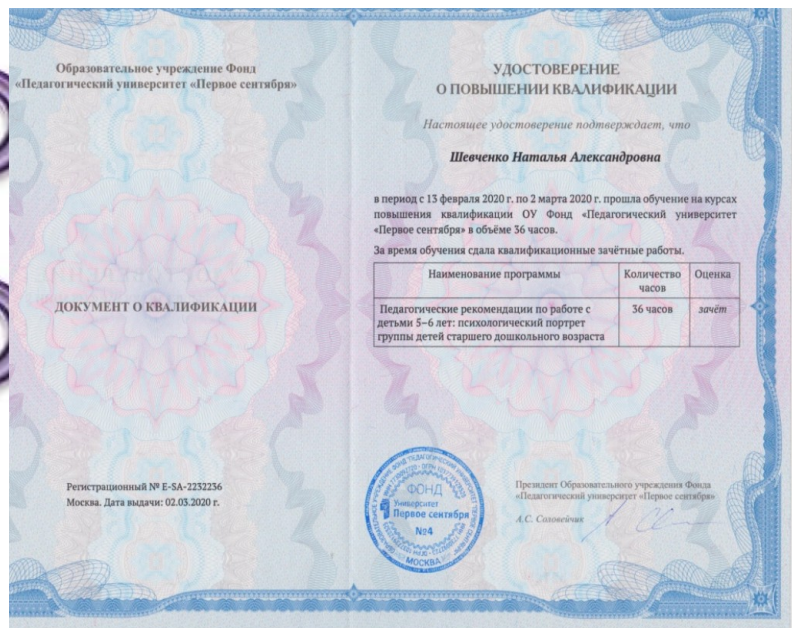 Образовательное учреждение Фонд
«Педагогический университет «Первое сентября»
ДОКУМЕНТ О КВАЛИФИКАЦИИ
Регистрационный № E-SA-2232236
Москва. Дата выдачи: 02.03.2020 г.
УДОСТОВЕРЕНИЕ
О ПОВЫШЕНИИ КВАЛИФИКАЦИИ
Настоящее удостоверение подтверждает, что
Шевченко Наталья Александровна
в период с 13 февраля 2020 г. по 2 марта 2020 г. прошла обучение на курсах
повышения квалификации ОУ Фонд «Педагогический университет
«Первое сентября» в объёме 36 часов.
За время обучения сдала квалификационные зачётные работы.
Наименование программы Количество Оценка
часов
Педагогические рекомендации по работе с 36 часов зачёт
детьми 5–6 лет: психологический портрет
группы детей старшего дошкольного возраста
ФОНД
Университет
Первое сентября
№4
МОСКВА
Президент Образовательного учреждения Фонда
«Педагогический университет «Первое сентября»
А.С. Соловейчик